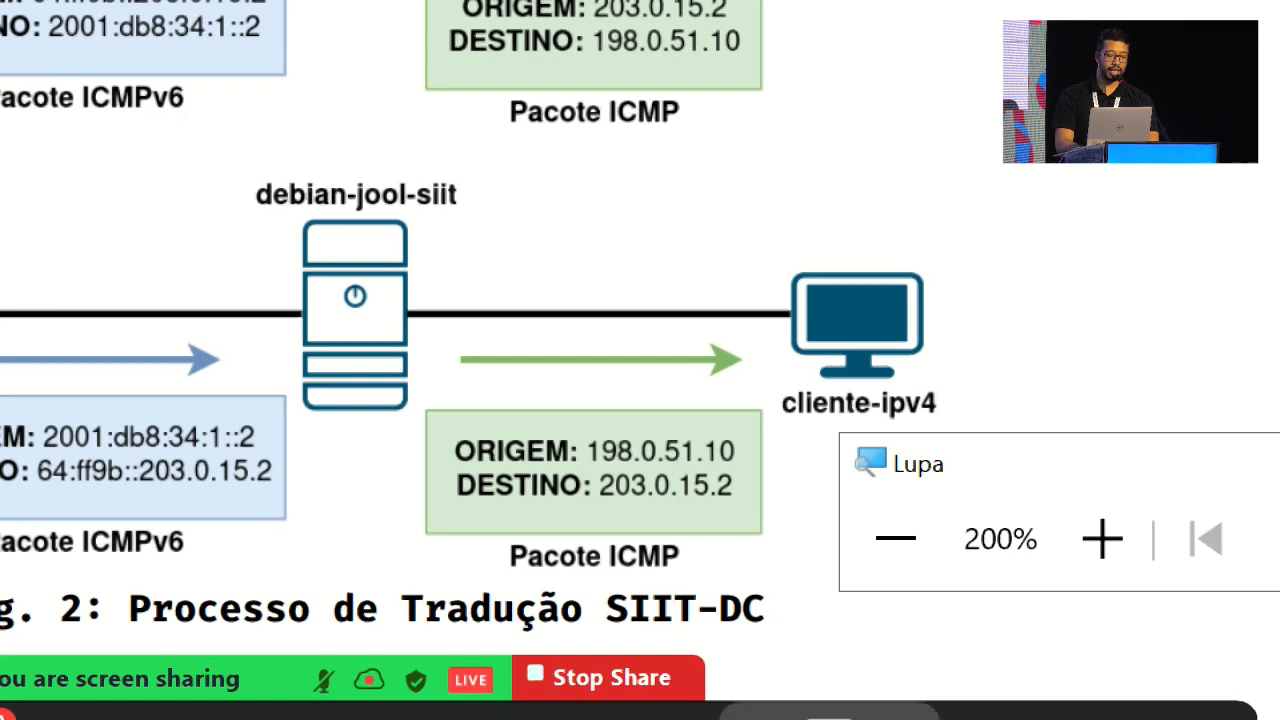 ORIGEM: 203.0.15.2
NO: 2001:db8:34:1::2
DESTINO: 198.0.51.10
acote ICMPv6
Pacote ICMP
debian-jool-siit
cliente-ipv4
EM: 2001:db8:34:1::2
O: 64:ff9b::203.0.15.2
ORIGEM: 198.0.51.10
DESTINO: 203.0.15.2
acote ICMPv6
Pacote ICMP
Lupa
200%
g. 2: Processo de Tradução SIIT-DC
ou are screen sharing
LIVE
Stop Share